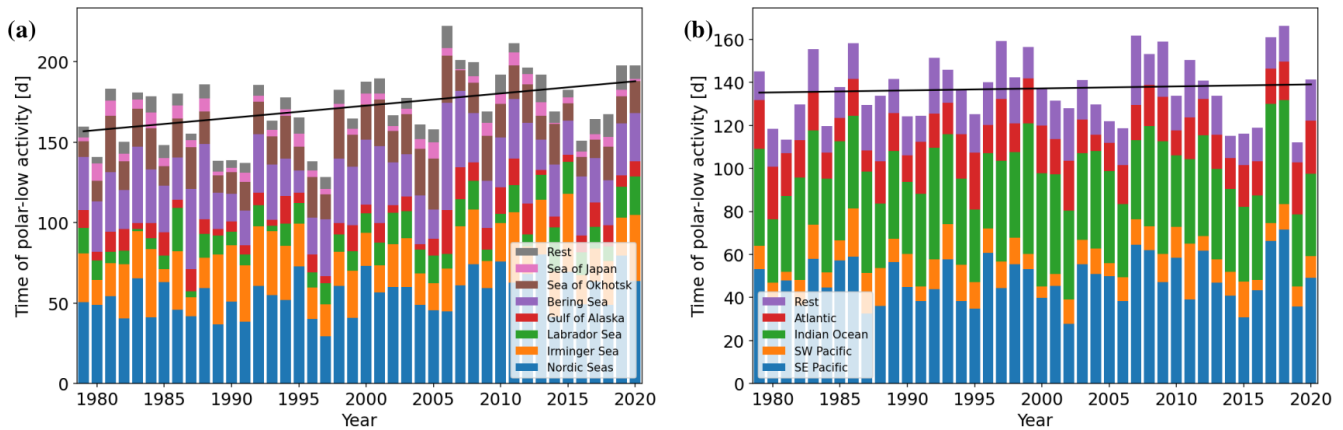 (a)
Time of polar-low activity [d]
200
150
100
50
0
Rest
Sea of Japan
Sea of Okhotsk
Bering Sea
Gulf of Alaska
Labrador Sea
Irminger Sea
Nordic Seas
1980 1985 1990 1995 2000 2005 2010 2015 2020
Year
(b)
Time of polar-low activity [d]
160
140
120
100
80
60
40
20
0
Rest
Atlantic
Indian Ocean
SW Pacific
SE Pacific
1980 1985 1990 1995 2000 2005 2010 2015 2020
Year